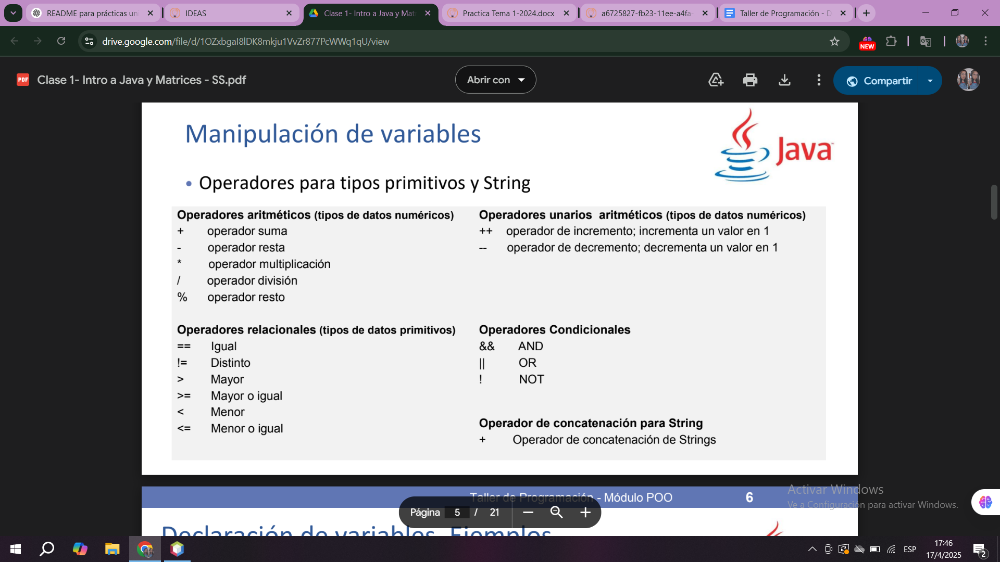 README para prácticas uni
IDEAS
Clase 1- Intro a Java y Mat
Practica Tema 1-2024.docx
a6725827-fb23-11ee-a4fa-
Taller de Programación - D
drive.google.com/file/d/1OZxbgaI8lDK8mkju1VvZr877PcWWq1qU/view
NEW
PDF
Clase 1- Intro a Java y Matrices - SS.pdf
Abrir con
Compartir
Manipulación de variables
Java
• Operadores para tipos primitivos y String
Operadores aritméticos (tipos de datos numéricos)
+ operador suma
- operador resta
* operador multiplicación
/ operador división
% operador resto
Operadores unarios aritméticos (tipos de datos numéricos)
++ operador de incremento; incrementa un valor en 1
-- operador de decremento; decrementa un valor en 1
Operadores relacionales (tipos de datos primitivos)
== Igual
!= Distinto
> Mayor
>= Mayor o igual
< Menor
<= Menor o igual
Operadores Condicionales
&& AND
|| OR
! NOT
Operador de concatenación para String
+ Operador de concatenación de Strings
Taller de Programación - Módulo POO 6
Activar Windows
Ve a Configuración para activar Windows.
Página 5 / 21
Declaración de variables. Ejemplos
ESP
17:46
17/4/2025
2